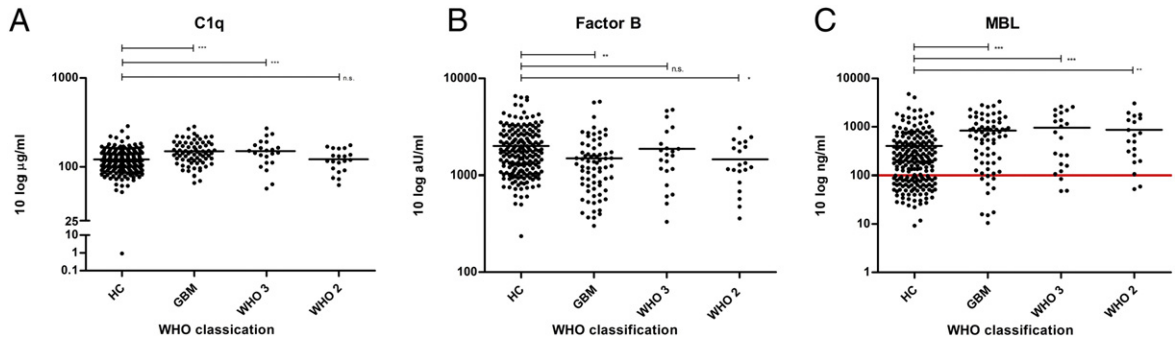 A
C1q
***
***
n.s.
1000
100
25
10
1
0.1
10 log µg/ml
HC
GBM
WHO 3
WHO 2
WHO classication
B
Factor B
**
n.s.
*
10000
1000
100
10 log aU/ml
HC
GBM
WHO 3
WHO 2
WHO classification
C
MBL
***
***
**
10000
1000
100
10
1
10 log ng/ml
HC
GBM
WHO 3
WHO 2
WHO classification